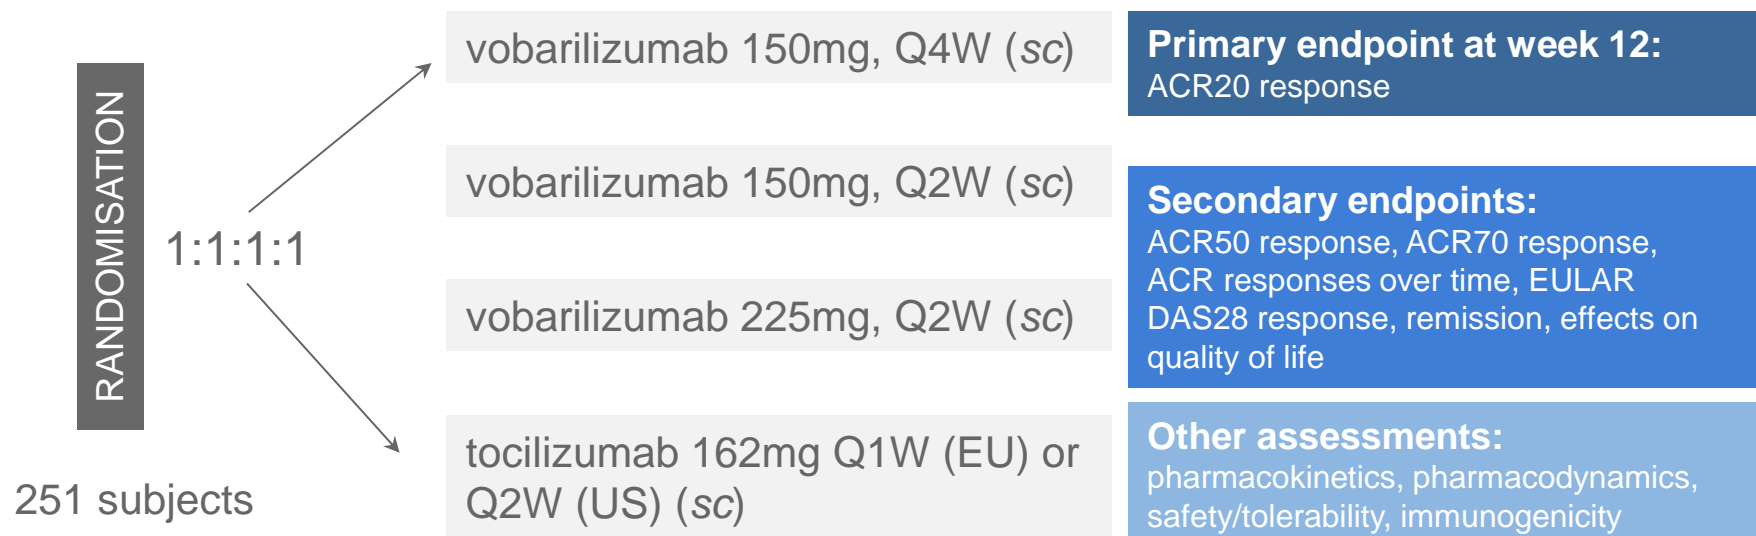 RANDOMISATION
251 subjects
1:1:1:1
vobarilizumab 150mg, Q4W (sc)
vobarilizumab 150mg, Q2W (sc)
vobarilizumab 225mg, Q2W (sc)
tocilizumab 162mg Q1W (EU) or
Q2W (US) (sc)
Primary endpoint at week 12:
ACR20 response
Secondary endpoints:
ACR50 response, ACR70 response,
ACR responses over time, EULAR
DAS28 response, remission, effects on
quality of life
Other assessments:
pharmacokinetics, pharmacodynamics,
safety/tolerability, immunogenicity